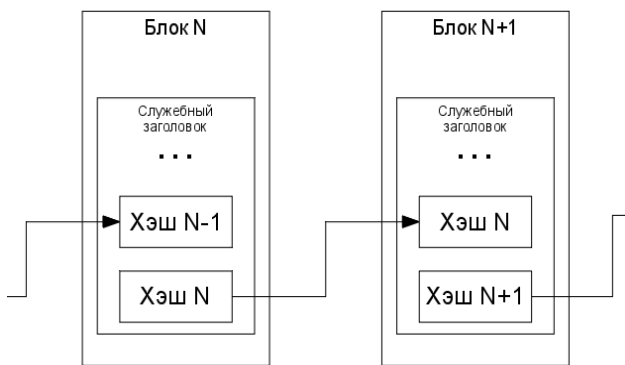 Блок N
Служебный
заголовок
...
Хэш N-1
Хэш N
Блок N+1
Служебный
заголовок
...
Хэш N
Хэш N+1